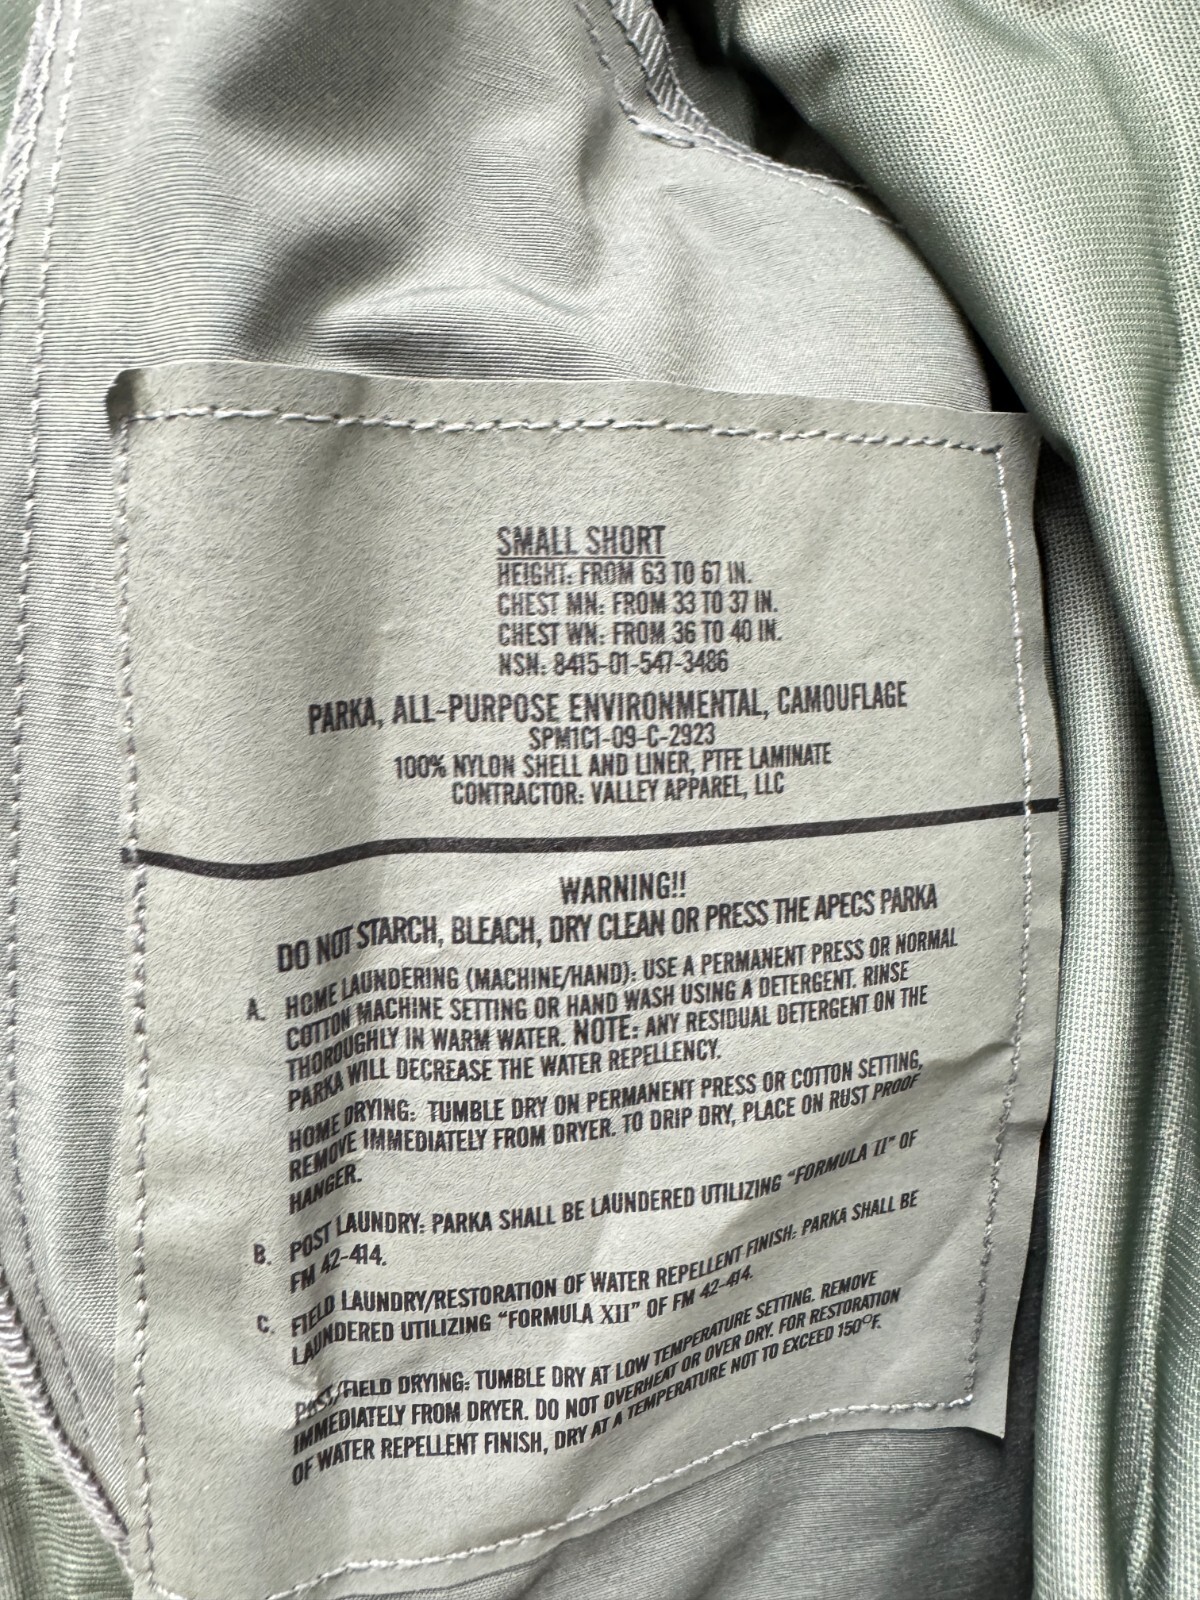 SMALL SHORT
HEIGHT: FROM 63 TO 67 IN.
CHEST MN: FROM 33 TO 37 IN.
CHEST WN: FROM 36 TO 40 IN.
NSN: 8415-01-547-3486
PARKA, ALL-PURPOSE ENVIRONMENTAL, CAMOUFLAGE
SPM1C1-09-C-2923
100% NYLON SHELL AND LINER, PTFE LAMINATE
CONTRACTOR: VALLEY APPAREL, LLC
WARNING!!
DO NOT STARCH, BLEACH, DRY CLEAN OR PRESS THE APECS PARKA
A. HOME LAUNDERING (MACHINE/HAND): USE A PERMANENT PRESS OR NORMAL
COTTON MACHINE SETTING OR HAND WASH USING A DETERGENT. RINSE
THOROUGHLY IN WARM WATER. NOTE: ANY RESIDUAL DETERGENT ON THE
PARKA WILL DECREASE THE WATER REPELLENCY.
HOME DRYING: TUMBLE DRY ON PERMANENT PRESS OR COTTON SETTING,
REMOVE IMMEDIATELY FROM DRYER. TO DRIP DRY, PLACE ON RUST PROOF
HANGER.
B. POST LAUNDRY: PARKA SHALL BE LAUNDERED UTILIZING "FORMULA II" OF
FM 42-414.
C. FIELD LAUNDRY/RESTORATION OF WATER REPELLENT FINISH: PARKA SHALL BE
LAUNDERED UTILIZING "FORMULA XII" OF FM 42-414.
POST/FIELD DRYING: TUMBLE DRY AT LOW TEMPERATURE SETTING. REMOVE
IMMEDIATELY FROM DRYER. DO NOT OVERHEAT OR OVER DRY. FOR RESTORATION
OF WATER REPELLENT FINISH, DRY AT A TEMPERATURE NOT TO EXCEED 150°F.